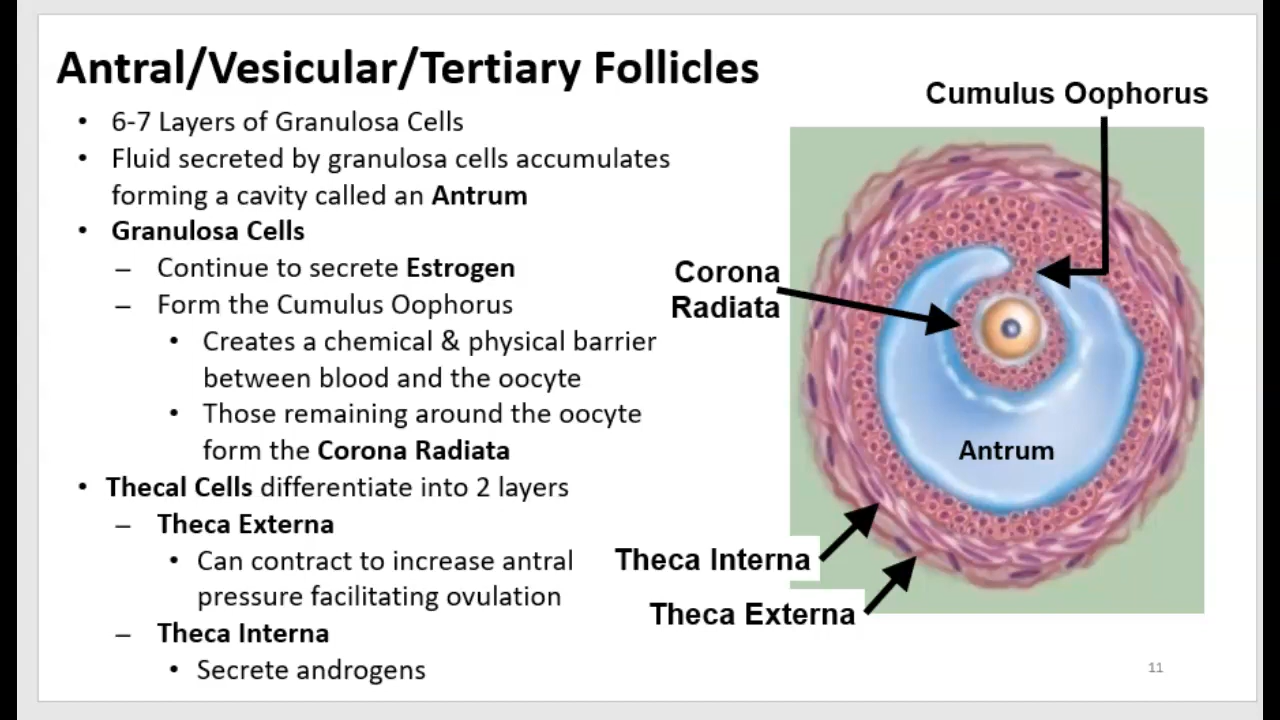 Antral/Vesicular/Tertiary Follicles
• 6-7 Layers of Granulosa Cells
• Fluid secreted by granulosa cells accumulates
forming a cavity called an Antrum
• Granulosa Cells
– Continue to secrete Estrogen
– Form the Cumulus Oophorus
• Creates a chemical & physical barrier
between blood and the oocyte
• Those remaining around the oocyte
form the Corona Radiata
• Thecal Cells differentiate into 2 layers
– Theca Externa
• Can contract to increase antral
pressure facilitating ovulation
– Theca Interna
• Secrete androgens
Cumulus Oophorus
Corona
Radiata
Antrum
Theca Interna
Theca Externa
11